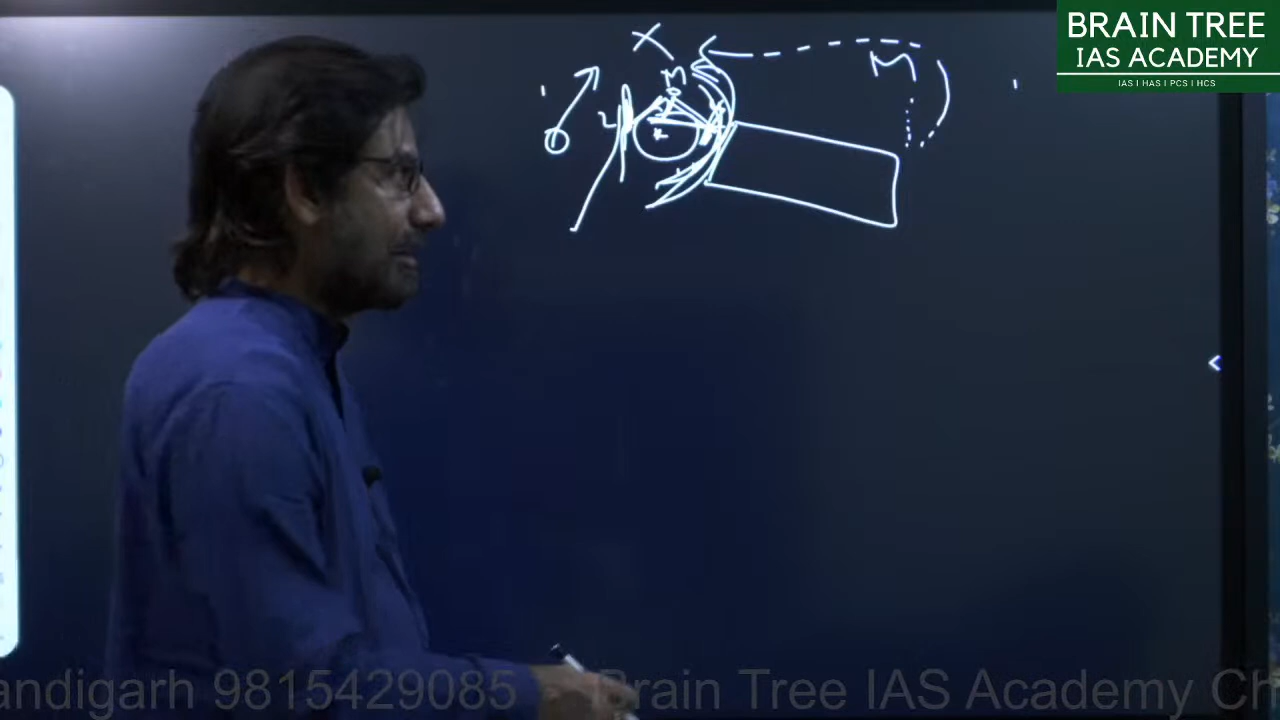 BRAIN TREE
IAS ACADEMY
IAS I HAS I PCS I HCS
X
M
M
andigarh 9815429085 Brain Tree IAS Academy Ch